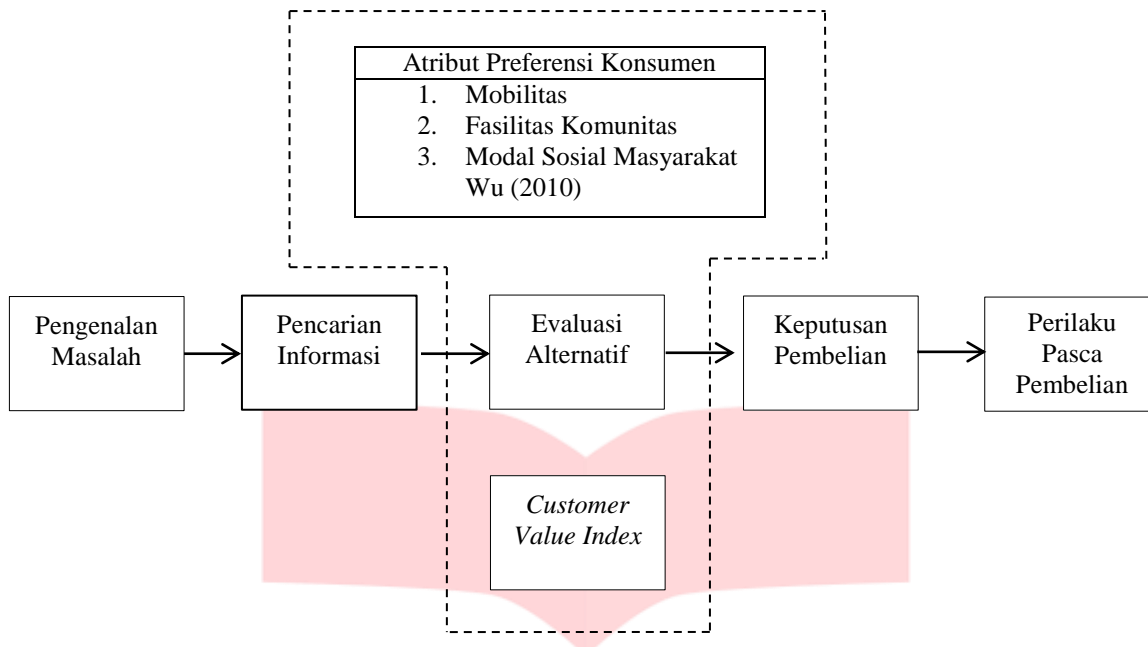 Atribut Preferensi Konsumen
1. Mobilitas
2. Fasilitas Komunitas
3. Modal Sosial Masyarakat
Wu (2010)
Pengenalan
Masalah
Pencarian
Informasi
Evaluasi
Alternatif
Keputusan
Pembelian
Perilaku
Pasca
Pembelian
Customer
Value Index